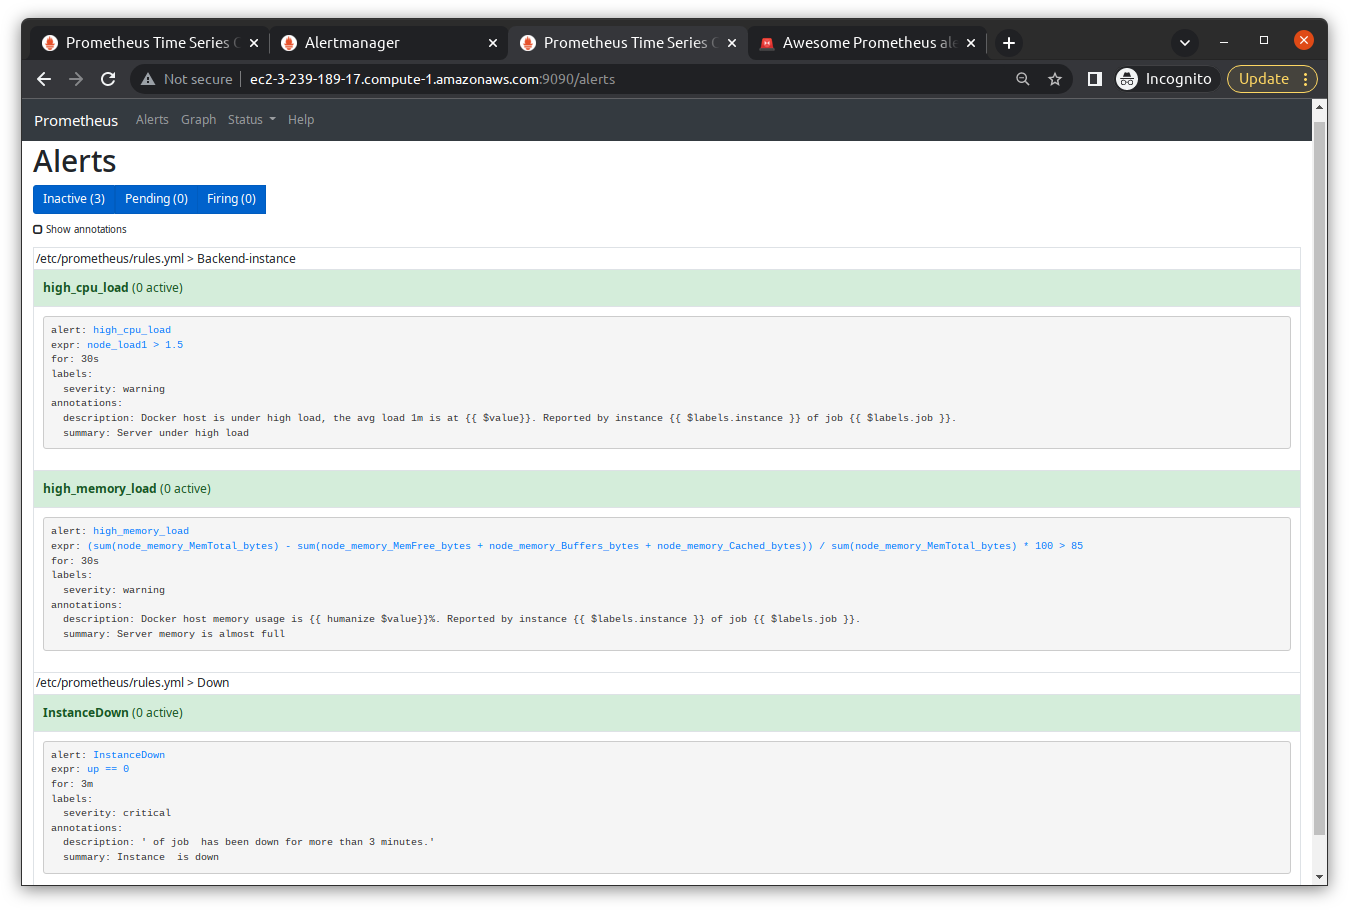 Prometheus Time Series C
Alertmanager
Prometheus Time Series C
Awesome Prometheus ale
Not secure
ec2-3-239-189-17.compute-1.amazonaws.com:9090/alerts
Incognito
Update
Prometheus
Alerts
Graph
Status
Help
Alerts
Inactive (3)
Pending (0)
Firing (0)
Show annotations
/etc/prometheus/rules.yml > Backend-instance
high_cpu_load (0 active)
alert: high_cpu_load
expr: node_load1 > 1.5
for: 30s
labels:
  severity: warning
annotations:
  description: Docker host is under high load, the avg load 1m is at {{ $value}}. Reported by instance {{ $labels.instance }} of job {{ $labels.job }}.
  summary: Server under high load
high_memory_load (0 active)
alert: high_memory_load
expr: (sum(node_memory_MemTotal_bytes) - sum(node_memory_MemFree_bytes + node_memory_Buffers_bytes + node_memory_Cached_bytes)) / sum(node_memory_MemTotal_bytes) * 100 > 85
for: 30s
labels:
  severity: warning
annotations:
  description: Docker host memory usage is {{ humanize $value}}%. Reported by instance {{ $labels.instance }} of job {{ $labels.job }}.
  summary: Server memory is almost full
/etc/prometheus/rules.yml > Down
InstanceDown (0 active)
alert: InstanceDown
expr: up == 0
for: 3m
labels:
  severity: critical
annotations:
  description: ' of job  has been down for more than 3 minutes.'
  summary: Instance  is down